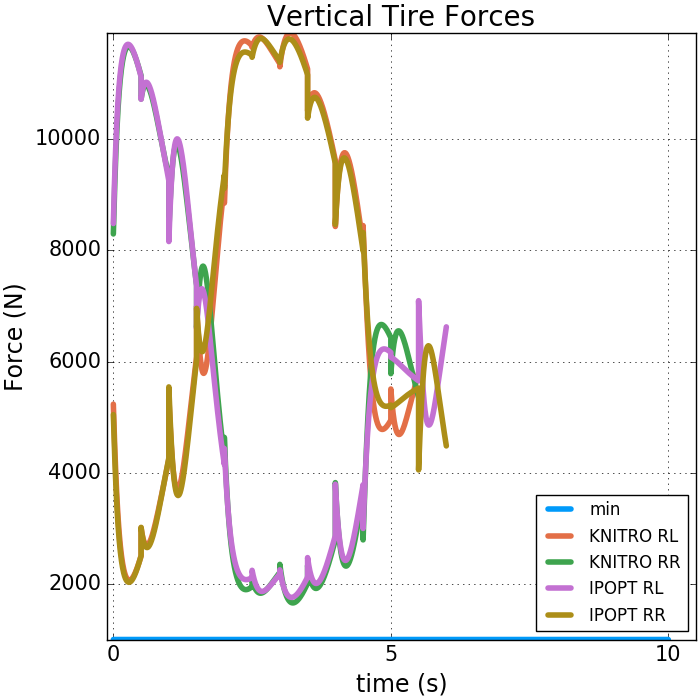 Vertical Tire Forces
Force (N)
10000
8000
6000
4000
2000
0
5
10
time (s)
min
KNITRO RL
KNITRO RR
IPOPT RL
IPOPT RR